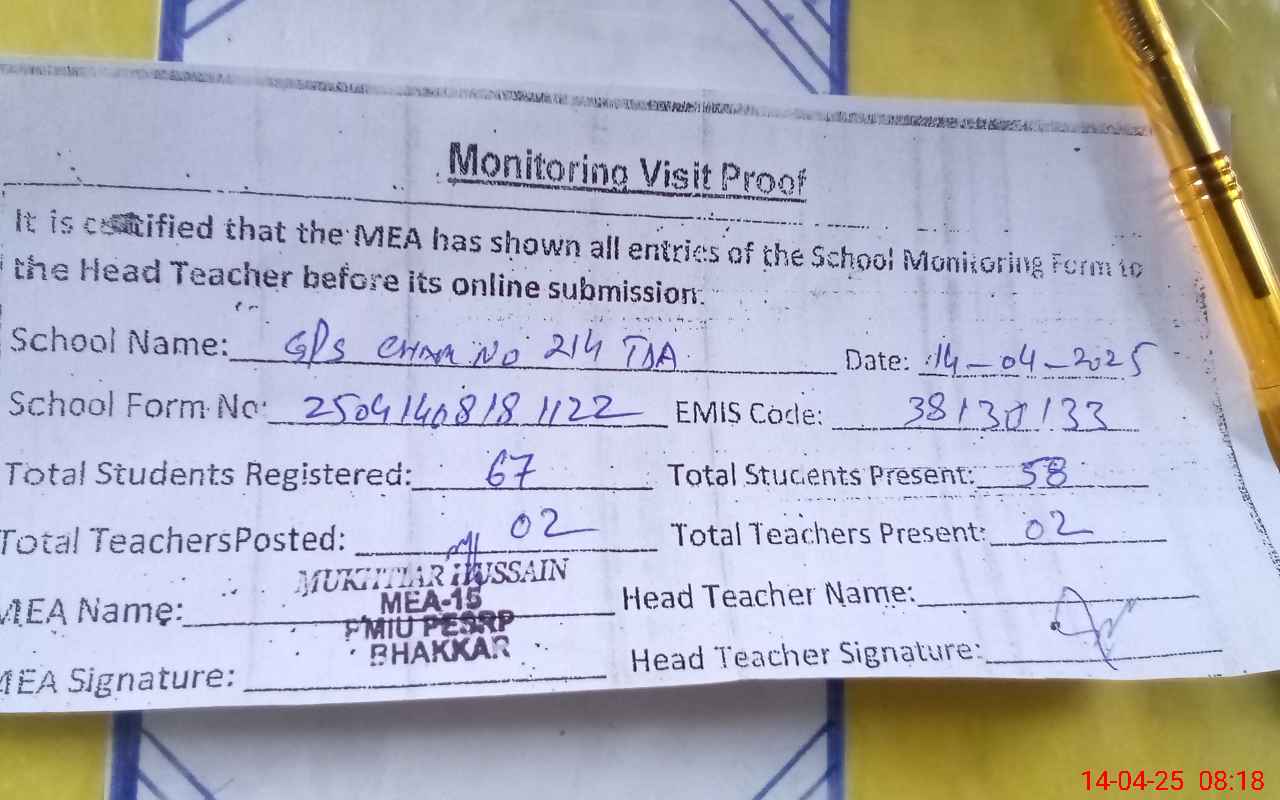 Monitoring Visit Proof
It is certified that the MEA has shown all entries of the School Monitoring Form to
the Head Teacher before its online submission.
School Name: GPS CHAK NO 214 TDA Date: 14-04-2025
School Form No: EMIS Code: 38130133
Total Students Registered: 67 Total Students Present: 58
Total TeachersPosted: 02 Total Teachers Present: 02
MUKHTIAR HUSSAIN
MEA Name: MEA-15 Head Teacher Name:
PMIU PESRP
BHAKKAR
MEA Signature: Head Teacher Signature:
14-04-25 08:18